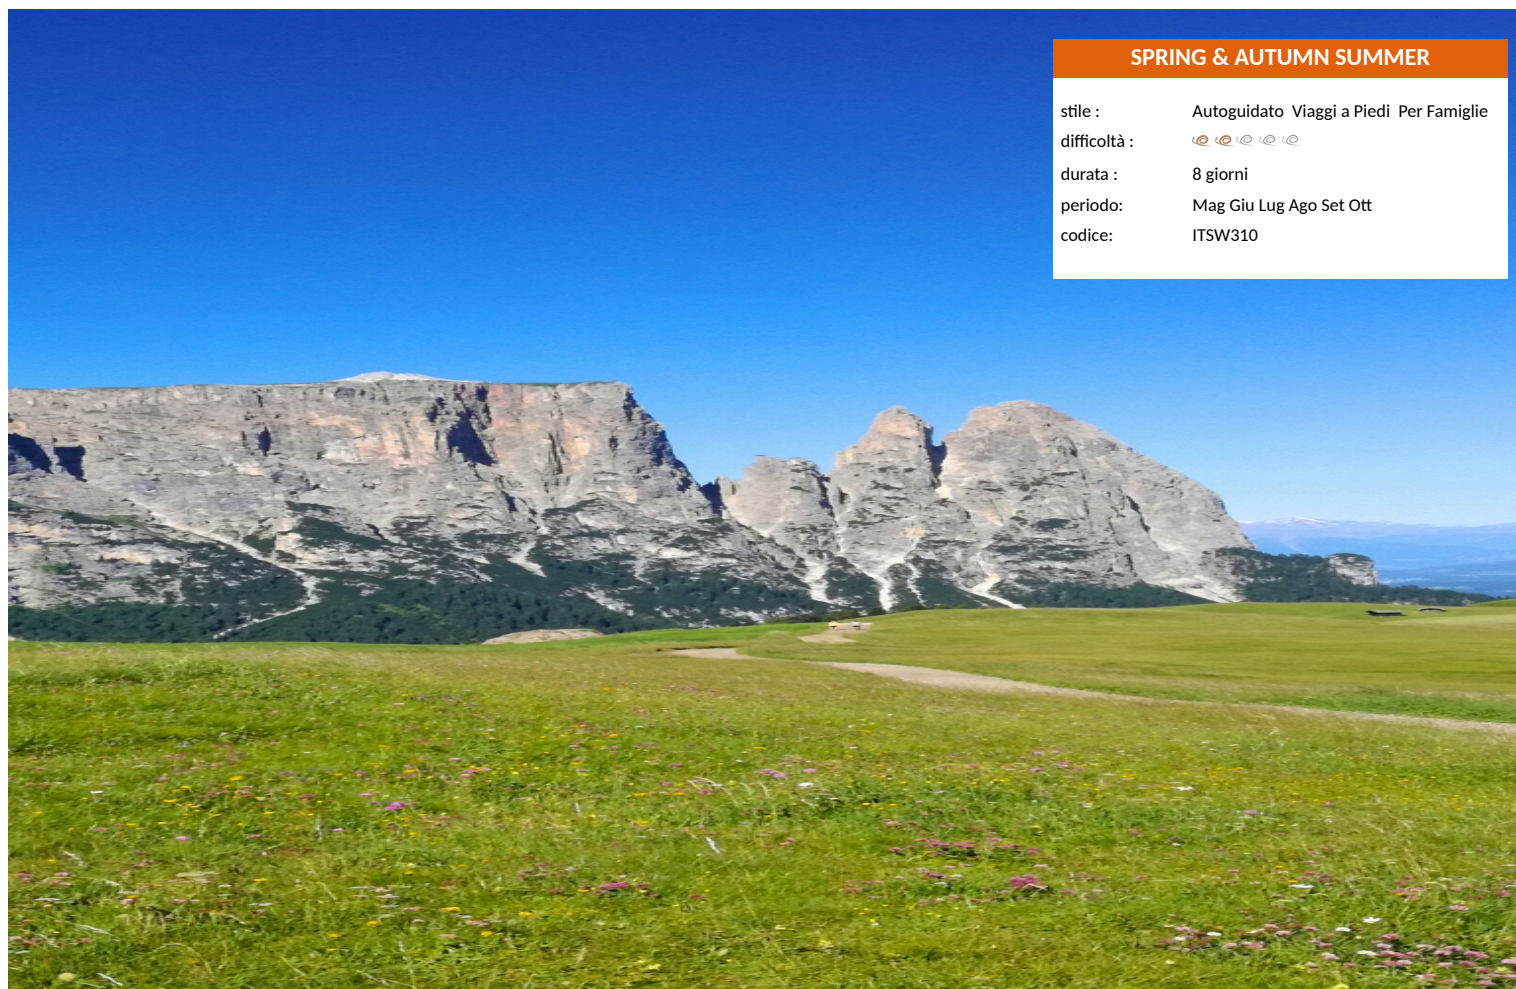 SPRING & AUTUMN SUMMER
stile : Autoguidato Viaggi a Piedi Per Famiglie
difficoltà :
durata : 8 giorni
periodo: Mag Giu Lug Ago Set Ott
codice: ITSW310